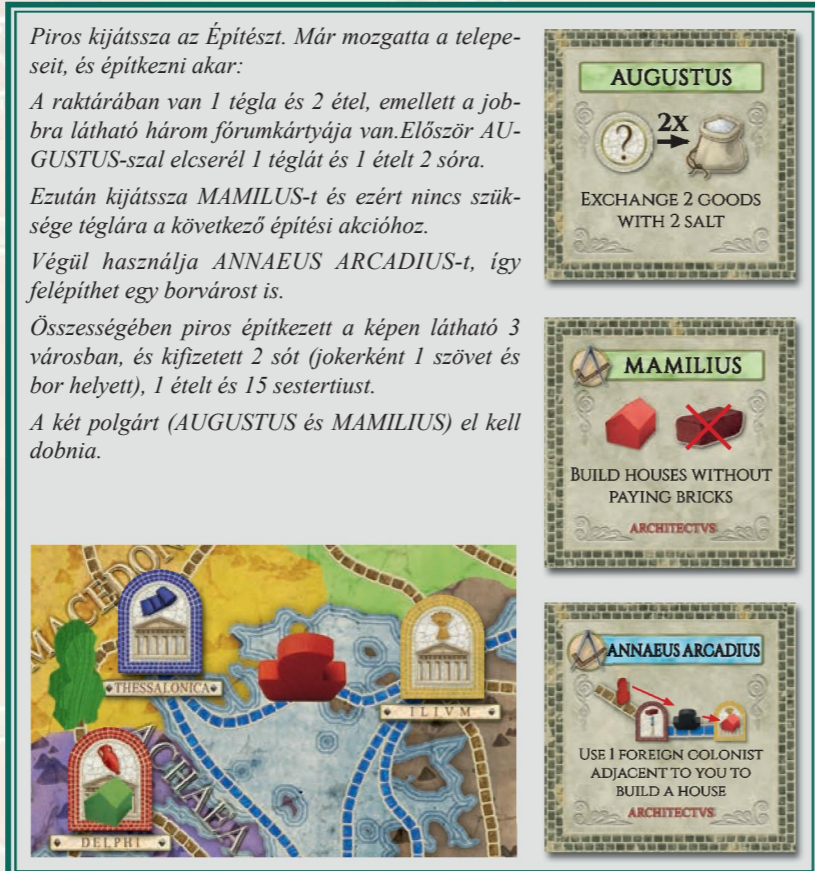 Piros kijátssza az Építészt. Már mozgatta a telepe-
seit, és építkezni akar:
A raktárában van 1 tégla és 2 étel, emellett a job-
bra látható három fórumkártyája van.Először AU-
GUSTUS-szal elcserél 1 téglát és 1 ételt 2 sóra.
Ezután kijátssza MAMILUS-t és ezért nincs szük-
sége téglára a következő építési akcióhoz.
Végül használja ANNAEUS ARCADIUS-t, így
felépíthet egy borvárost is.
Összességében piros építkezett a képen látható 3
városban, és kifizetett 2 sót (jokerként 1 szövet és
bor helyett), 1 ételt és 15 sestertiust.
A két polgárt (AUGUSTUS és MAMILIUS) el kell
dobnia.
AUGUSTUS
?
2X
EXCHANGE 2 GOODS
WITH 2 SALT
MAMILIUS
BUILD HOUSES WITHOUT
PAYING BRICKS
ARCHITECTVS
ANNAEUS ARCADIUS
USE 1 FOREIGN COLONIST
ADJACENT TO YOU TO
BUILD A HOUSE
ARCHITECTVS
MACEDON
THESSALONICA
ILIVM
ACHAEA
DELPHI